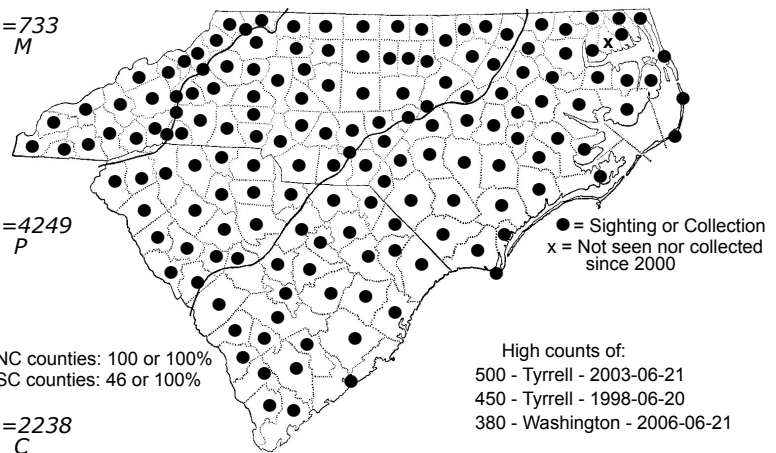 =733
M
x
=4249
P
● = Sighting or Collection
x = Not seen nor collected
since 2000
NC counties: 100 or 100%
SC counties: 46 or 100%
High counts of:
500 - Tyrrell - 2003-06-21
450 - Tyrrell - 1998-06-20
380 - Washington - 2006-06-21
=2238
C